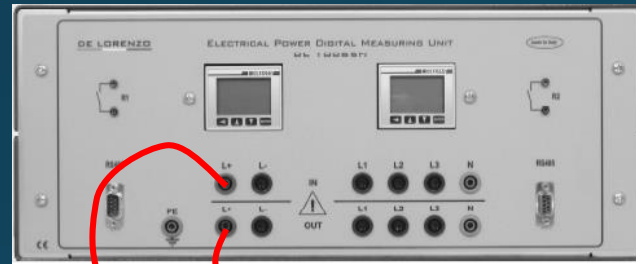 DE LORENZO
ELECTRICAL POWER DIGITAL MEASURING UNIT
R1
R2
RS485
L+ L-
L1 L2 L3 N
RS485
IN
PE
L+ L-
OUT
L1 L2 L3 N
CE